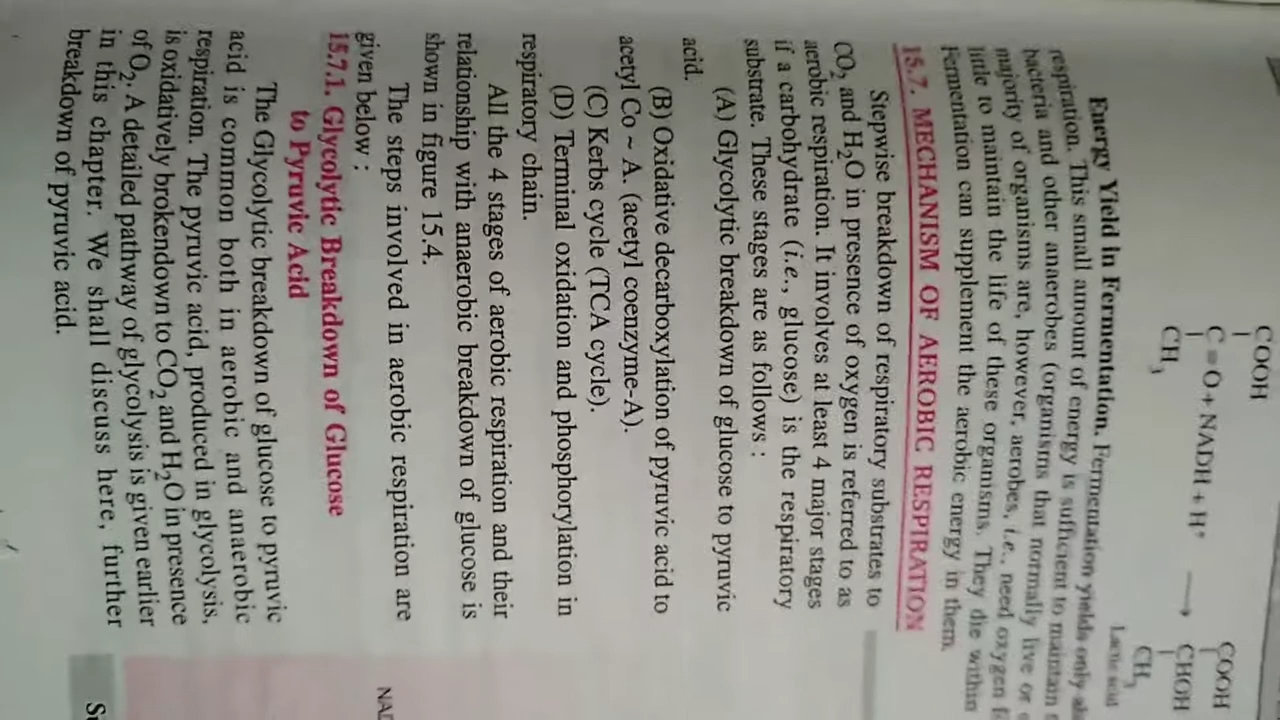 COOH
C=O+NADH+H⁺ ⟶
CH₃
COOH
CHOH
CH₃
Lactic acid
Energy Yield in Fermentation. Fermentation yields only
respiration. This small amount of energy is sufficient to maintain
bacteria and other anaerobes (organisms that normally live or
majority of organisms are, however, aerobes, i.e., need oxygen
little to maintain the life of these organisms. They die within
Fermentation can supplement the aerobic energy in them.
15.7. MECHANISM OF AEROBIC RESPIRATION
Stepwise breakdown of respiratory substrates to
CO₂ and H₂O in presence of oxygen is referred to as
aerobic respiration. It involves at least 4 major stages
if a carbohydrate (i.e., glucose) is the respiratory
substrate. These stages are as follows :
(A) Glycolytic breakdown of glucose to pyruvic
acid.
(B) Oxidative decarboxylation of pyruvic acid to
acetyl Co ~ A. (acetyl coenzyme-A).
(C) Kerbs cycle (TCA cycle).
(D) Terminal oxidation and phosphorylation in
respiratory chain.
All the 4 stages of aerobic respiration and their
relationship with anaerobic breakdown of glucose is
shown in figure 15.4.
The steps involved in aerobic respiration are
given below :
15.7.1. Glycolytic Breakdown of Glucose
to Pyruvic Acid
The Glycolytic breakdown of glucose to pyruvic
acid is common both in aerobic and anaerobic
respiration. The pyruvic acid, produced in glycolysis,
is oxidatively brokendown to CO₂ and H₂O in presence
of O₂. A detailed pathway of glycolysis is given earlier
in this chapter. We shall discuss here, further
breakdown of pyruvic acid.